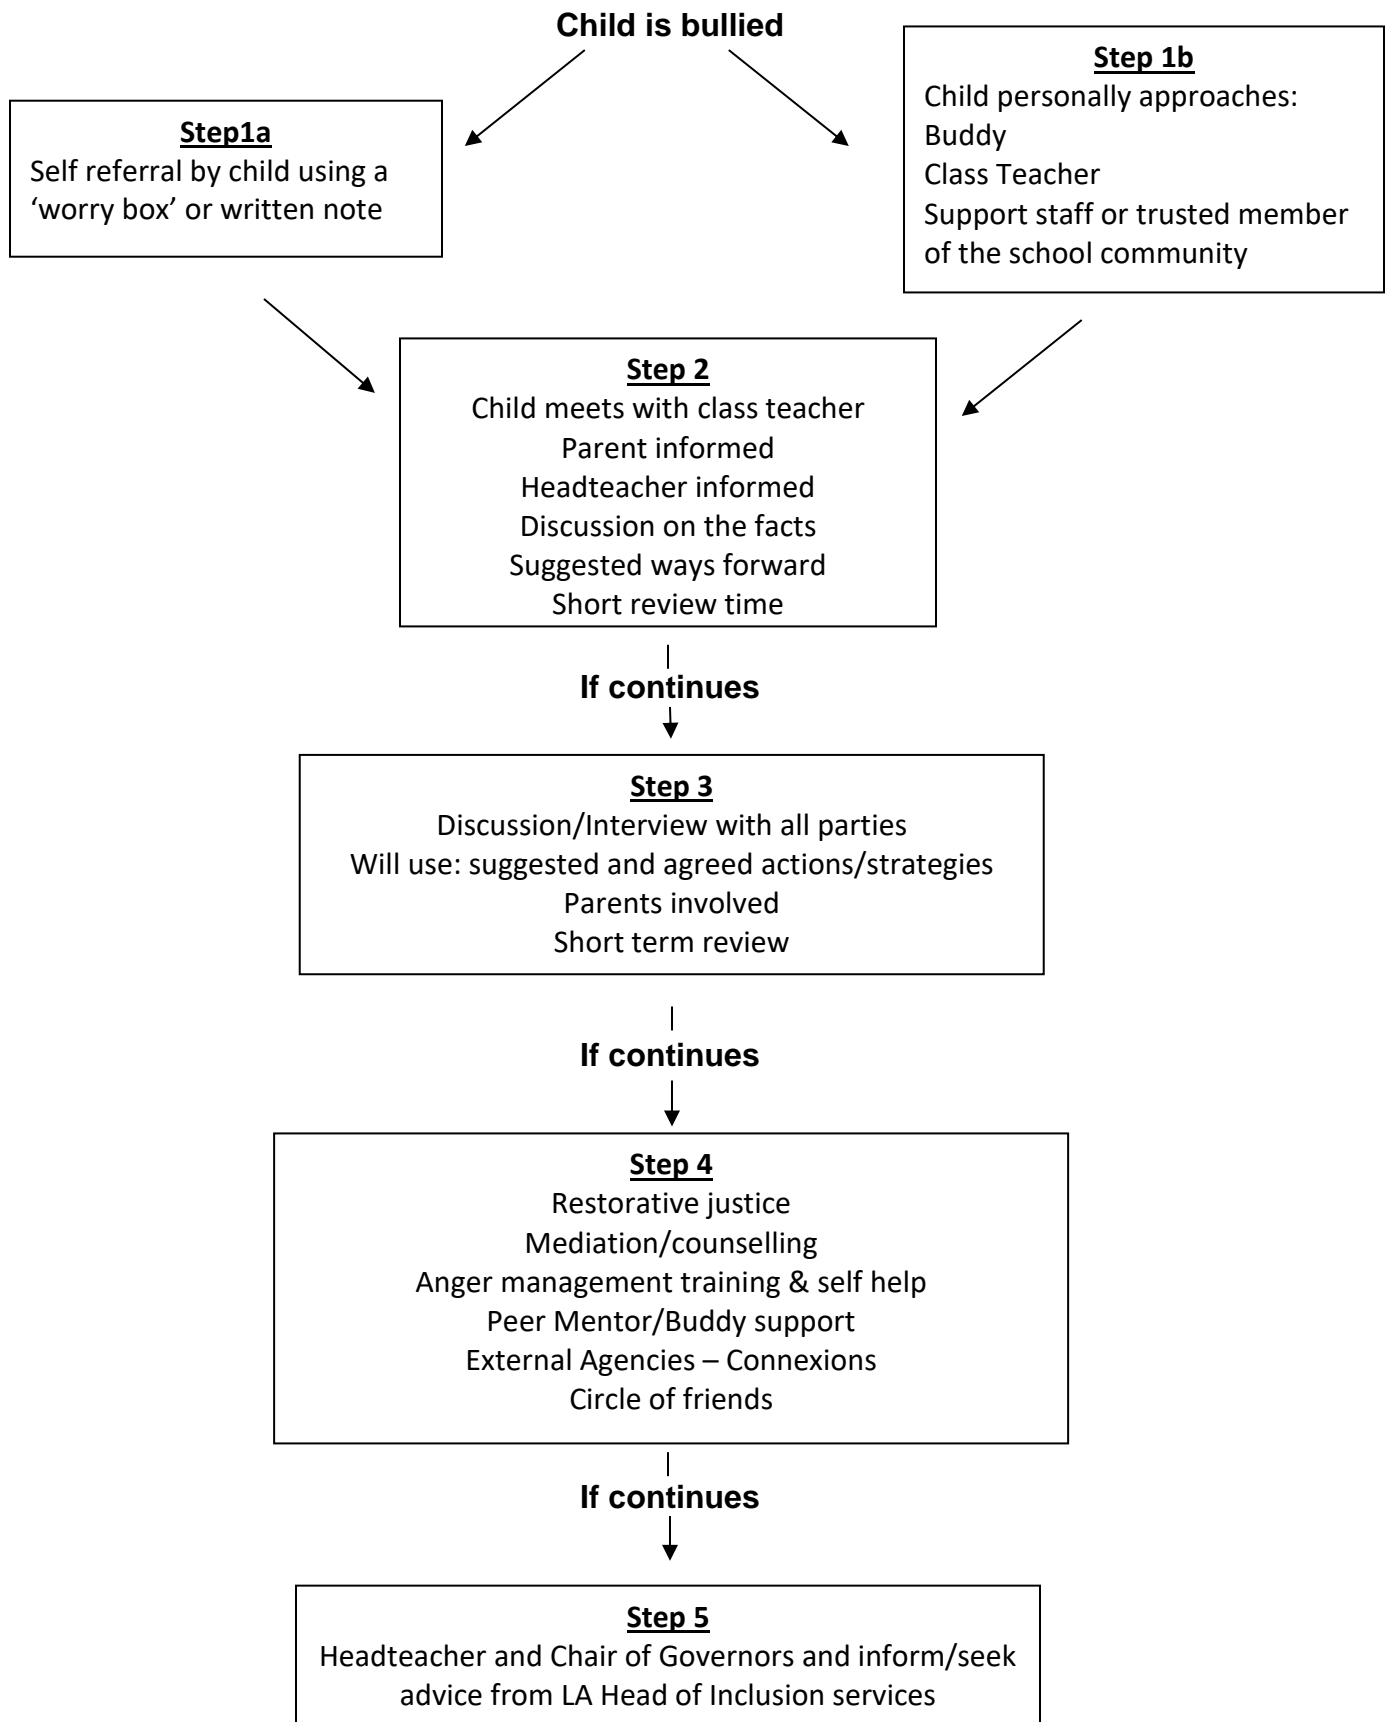 Child is bullied
Step1a
Self referral by child using a
‘worry box’ or written note
Step 1b
Child personally approaches:
Buddy
Class Teacher
Support staff or trusted member
of the school community
Step 2
Child meets with class teacher
Parent informed
Headteacher informed
Discussion on the facts
Suggested ways forward
Short review time
If continues
Step 3
Discussion/Interview with all parties
Will use: suggested and agreed actions/strategies
Parents involved
Short term review
If continues
Step 4
Restorative justice
Mediation/counselling
Anger management training & self help
Peer Mentor/Buddy support
External Agencies – Connexions
Circle of friends
If continues
Step 5
Headteacher and Chair of Governors and inform/seek
advice from LA Head of Inclusion services